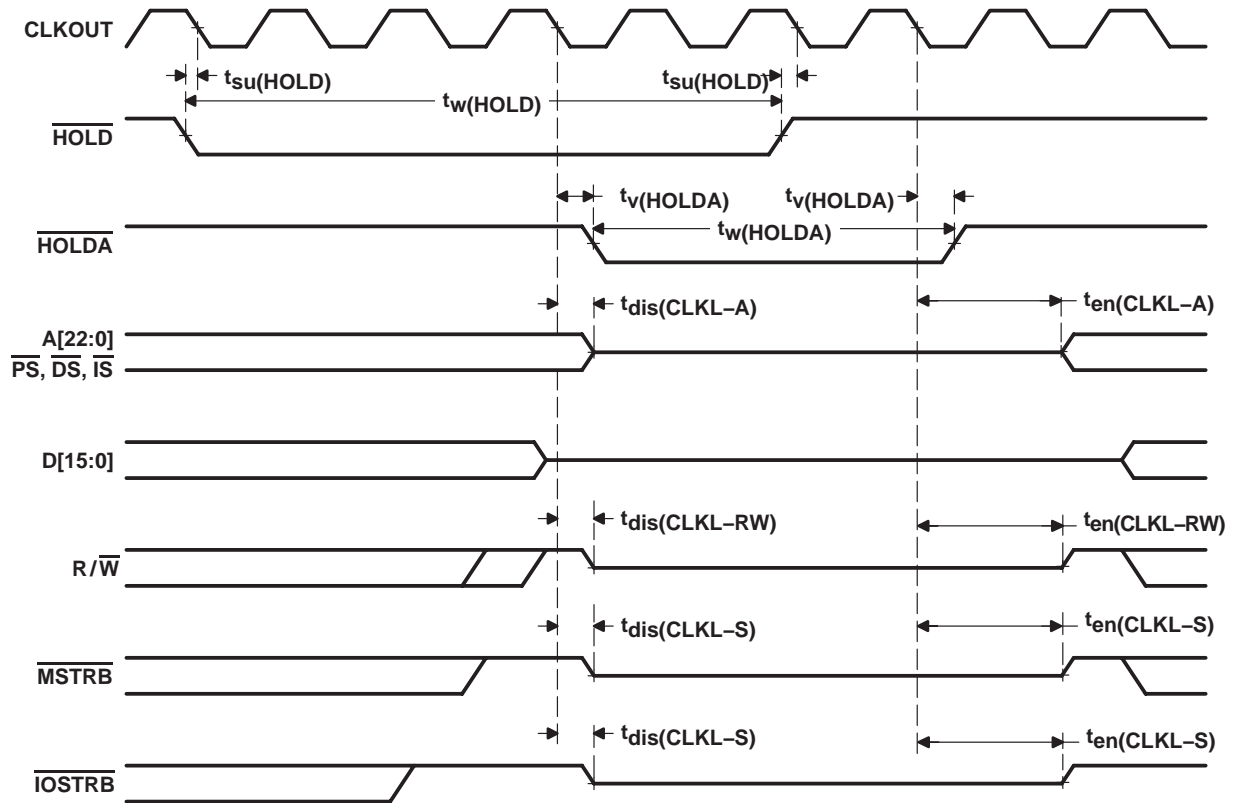 CLKOUT
tsu(HOLD) tsu(HOLD)
tw(HOLD)
HOLD
tv(HOLDA) tv(HOLDA)
tw(HOLDA)
HOLDA
tdis(CLKL–A) ten(CLKL–A)
A[22:0]
PS, DS, IS
D[15:0]
tdis(CLKL–RW) ten(CLKL–RW)
R/W
tdis(CLKL–S) ten(CLKL–S)
MSTRB
tdis(CLKL–S) ten(CLKL–S)
IOSTRB